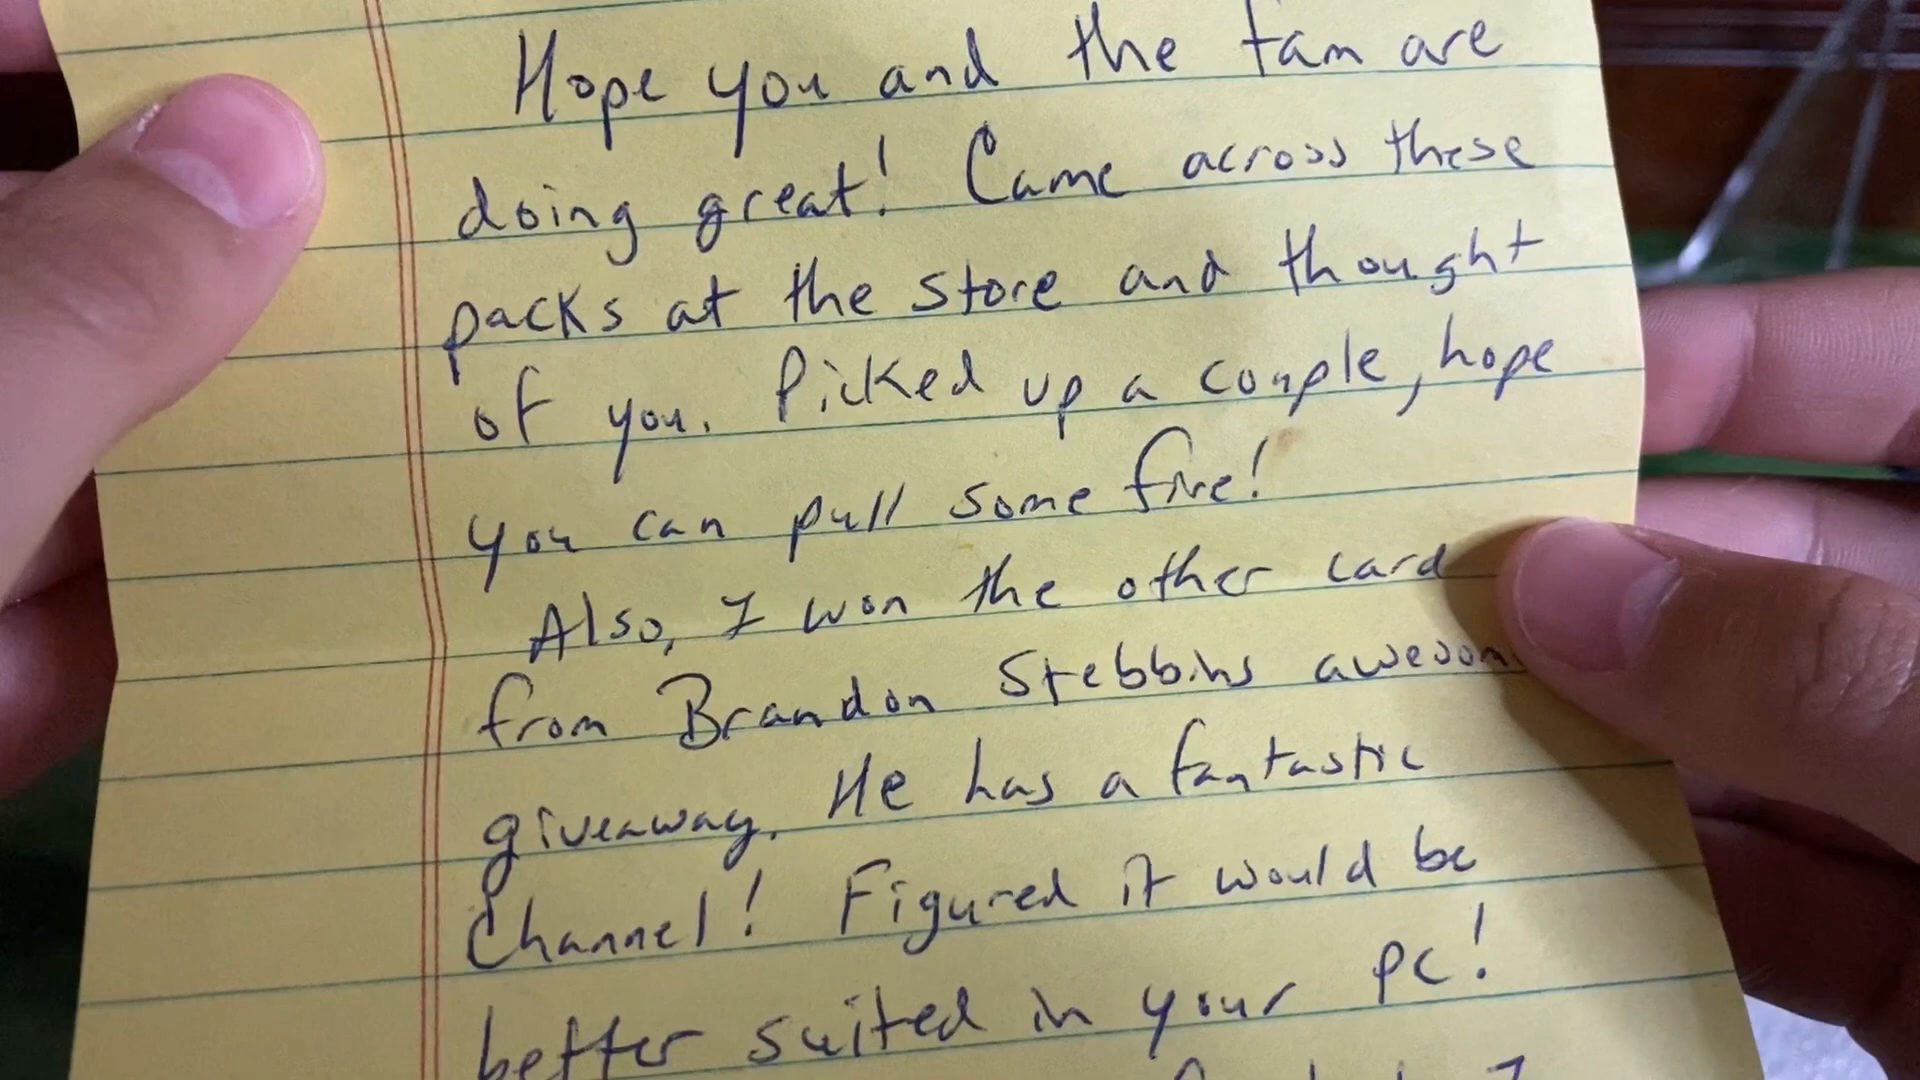 Hope you and the fam are
doing great! Came across these
packs at the store and thought
of you. Picked up a couple, hope
you can pull some fire!
Also, I won the other card
from Brandon Stebbins awesom
giveaway. He has a fantastic
Channel! Figured it would be
better suited in your pc!